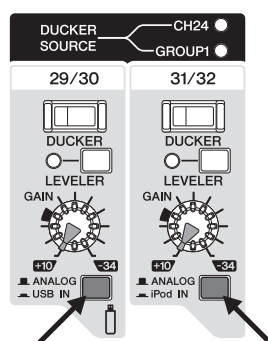 DUCKER SOURCE
CH24
GROUP1
29/30
31/32
DUCKER
DUCKER
LEVELER
LEVELER
GAIN
GAIN
+10 -34
+10 -34
ANALOG
USB IN
ANALOG
iPod IN